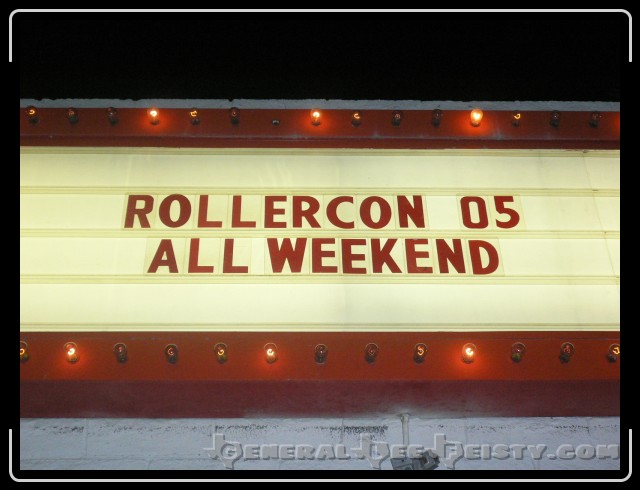 ROLLERCON 05
ALL WEEKEND
GENERAL-LEE-FEISTY.COM